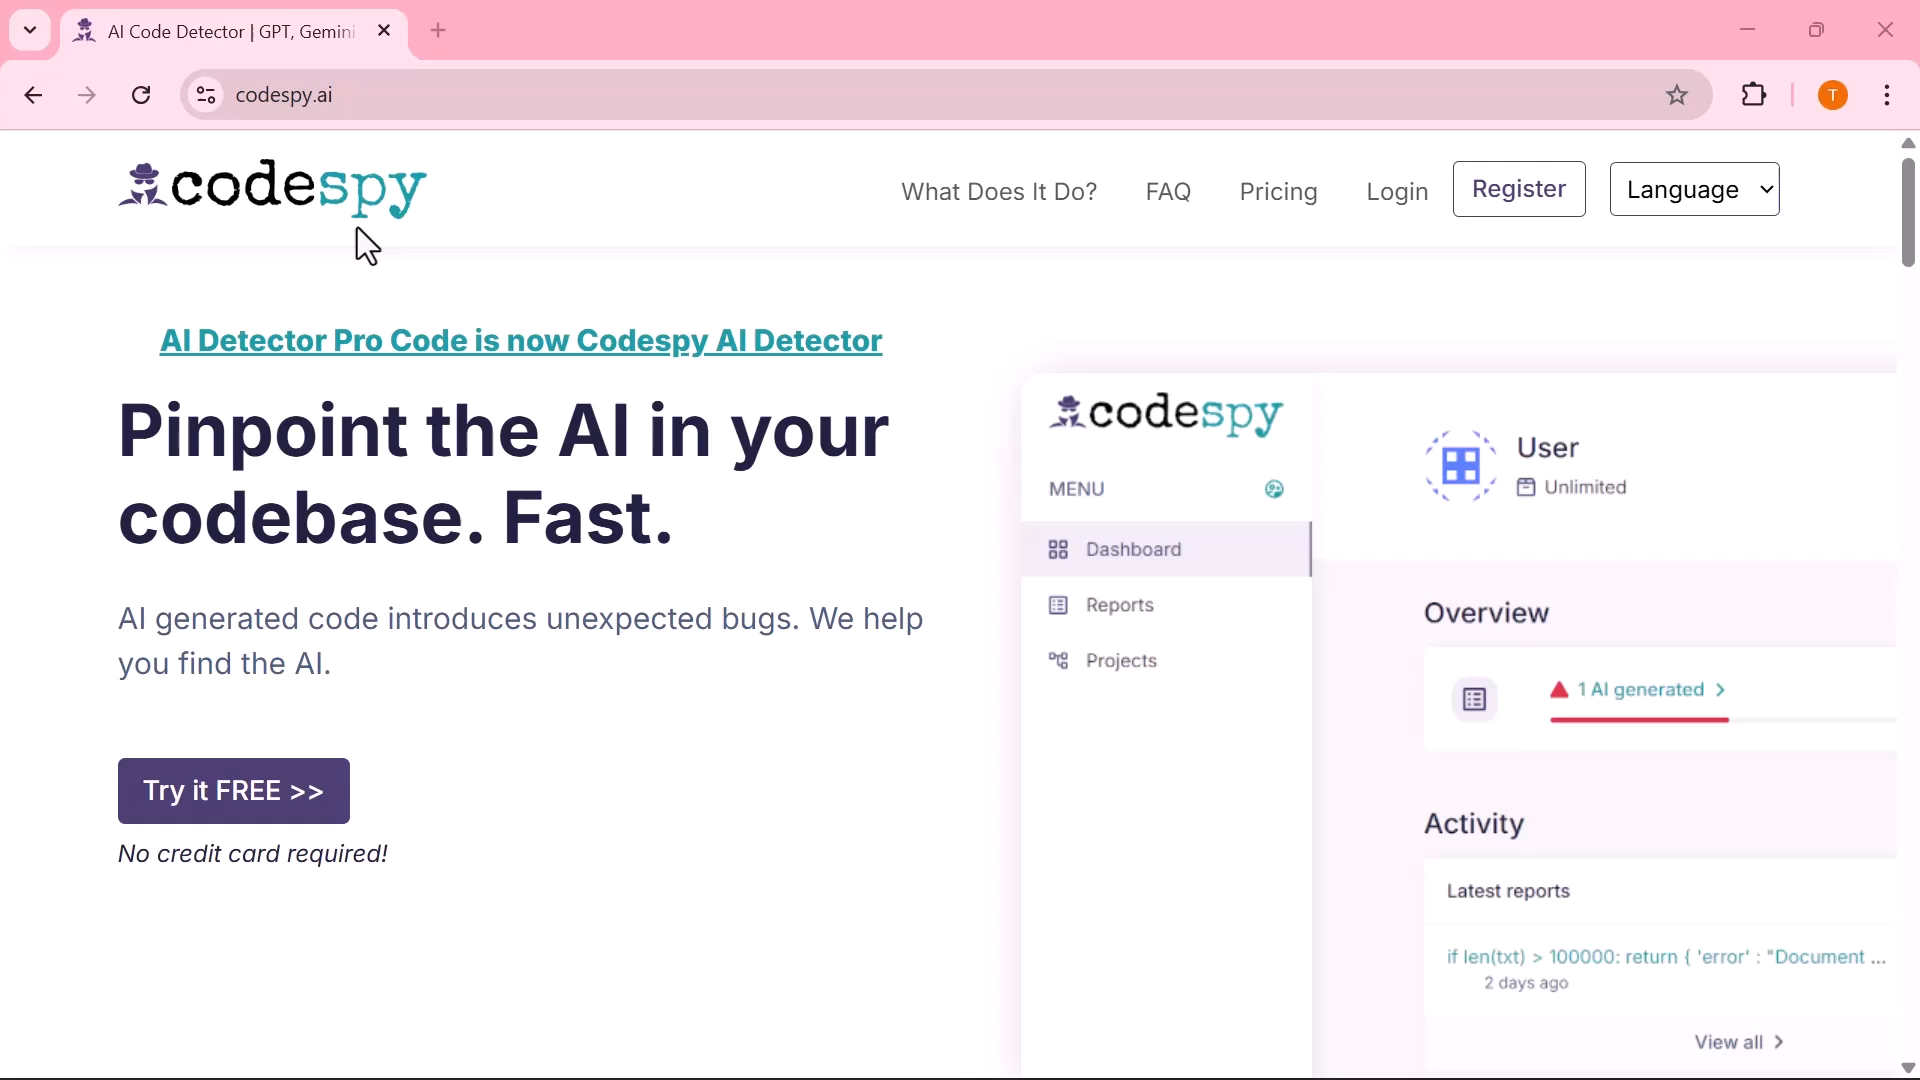 AI Code Detector | GPT, Gemini
codespy.ai
T
codespy
What Does It Do?
FAQ
Pricing
Login
Register
Language
AI Detector Pro Code is now Codespy AI Detector
Pinpoint the AI in your
codebase. Fast.
AI generated code introduces unexpected bugs. We help
you find the AI.
Try it FREE >>
No credit card required!
codespy
MENU
Dashboard
Reports
Projects
User
Unlimited
Overview
1 AI generated >
Activity
Latest reports
if len(txt) > 100000: return { 'error' : "Document ...
2 days ago
View all >